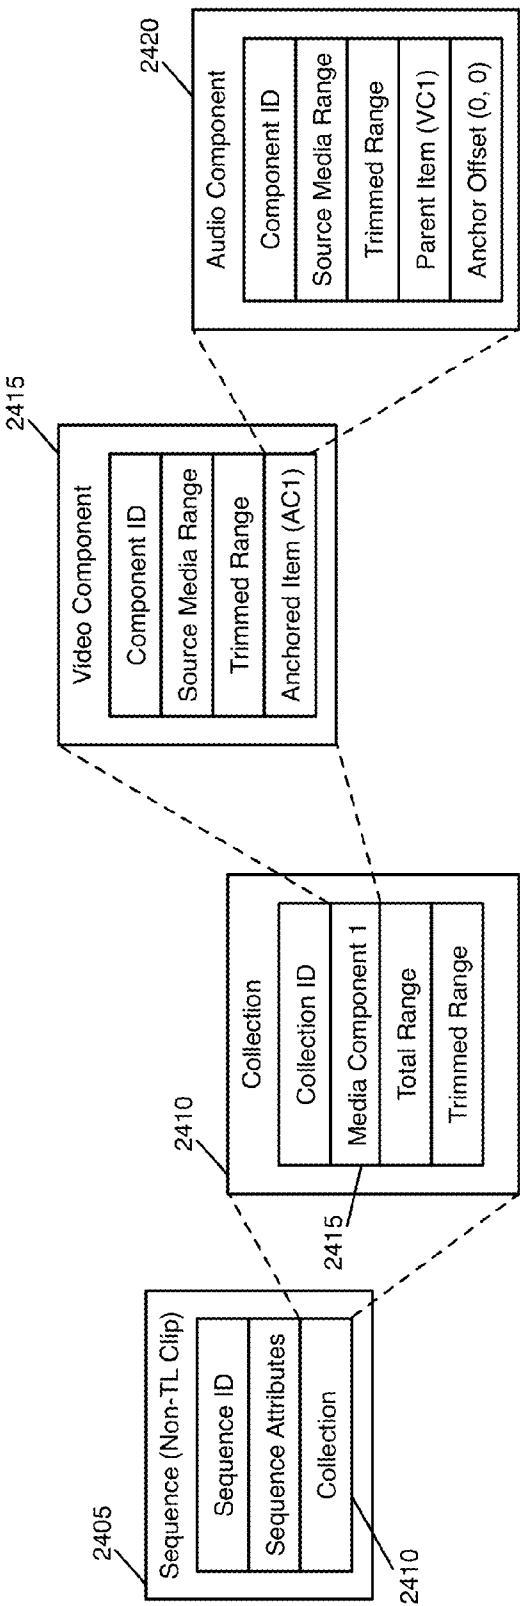 2405
Sequence (Non-TL Clip)
Sequence ID
Sequence Attributes
Collection
2410
2410
Collection
Collection ID
Media Component 1
Total Range
Trimmed Range
2415
2415
Video Component
Component ID
Source Media Range
Trimmed Range
Anchored Item (AC1)
2420
Audio Component
Component ID
Source Media Range
Trimmed Range
Parent Item (VC1)
Anchor Offset (0, 0)